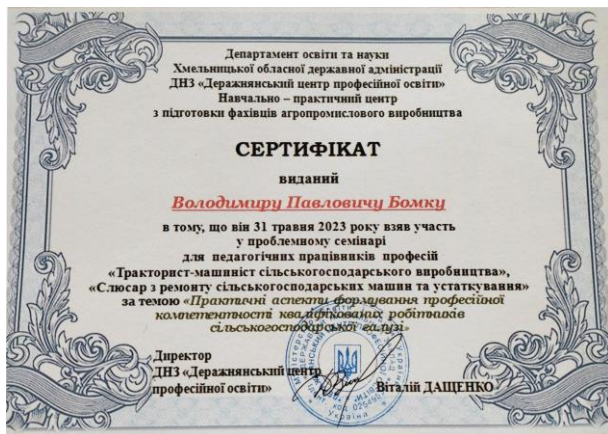 Департамент освіти та науки
Хмельницької обласної державної адміністрації
ДНЗ «Деражнянський центр професійної освіти»
Навчально – практичний центр
з підготовки фахівців агропромислового виробництва
СЕРТИФІКАТ
виданий
Володимиру Павловичу Бомку
в тому, що він 31 травня 2023 року взяв участь
у проблемному семінарі
для педагогічних працівників професій
«Тракторист-машиніст сільськогосподарського виробництва»,
«Слюсар з ремонту сільськогосподарських машин та устаткування»
за темою «Практичні аспекти формування професійної
компетентності кваліфікованих робітників
сільськогосподарської галузі»
Директор
ДНЗ «Деражнянський центр
професійної освіти»
Віталій ДАЩЕНКО
Україна